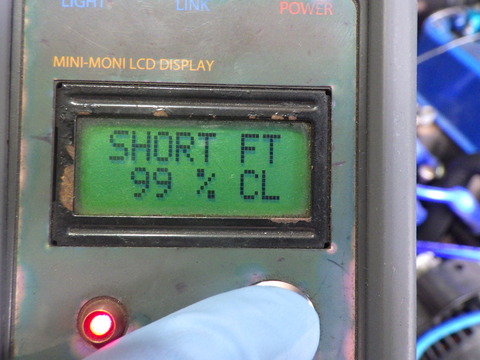 LIGHT LINK POWER
MINI-MONI LCD DISPLAY
SHORT FT
99 % CL